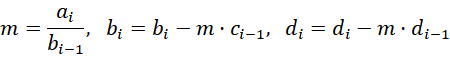 m = a_i / b_{i−1},  b_i = b_i − m · c_{i−1},  d_i = d_i − m · d_{i−1}